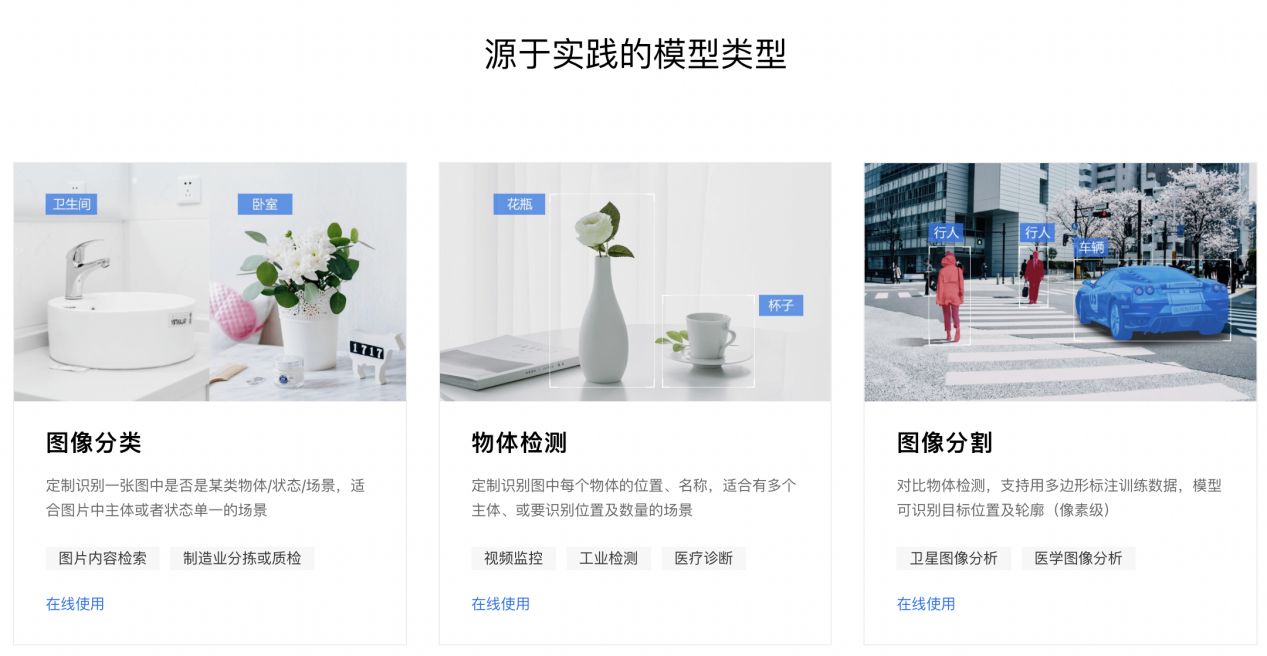 源于实践的模型类型
卫生间
卧室
1717
花瓶
杯子
行人
行人
车辆
图像分类
定制识别一张图中是否是某类物体/状态/场景，适
合图片中主体或者状态单一的场景
图片内容检索
制造业分拣或质检
在线使用
物体检测
定制识别图中每个物体的位置、名称，适合有多个
主体、或要识别位置及数量的场景
视频监控
工业检测
医疗诊断
在线使用
图像分割
对比物体检测，支持用多边形标注训练数据，模型
可识别目标位置及轮廓（像素级）
卫星图像分析
医学图像分析
在线使用